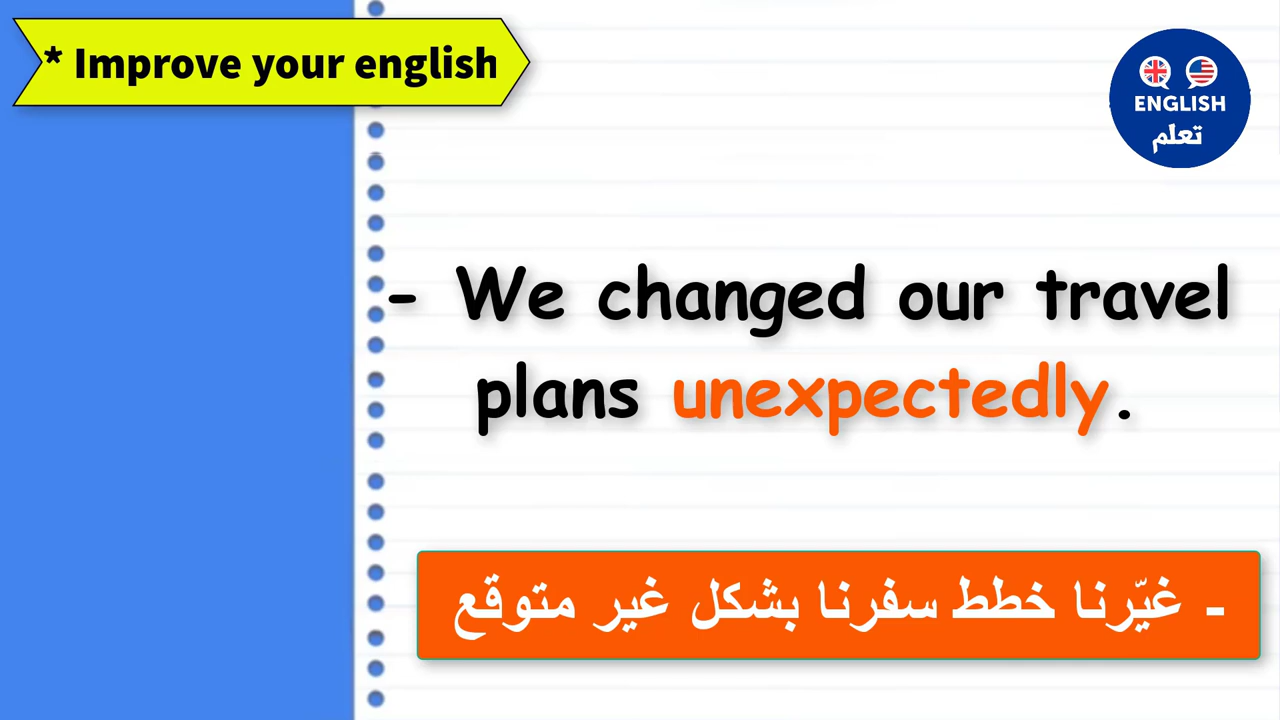 * Improve your english
ENGLISH
تعلم
- We changed our travel
plans unexpectedly.
- غيّرنا خطط سفرنا بشكل غير متوقع